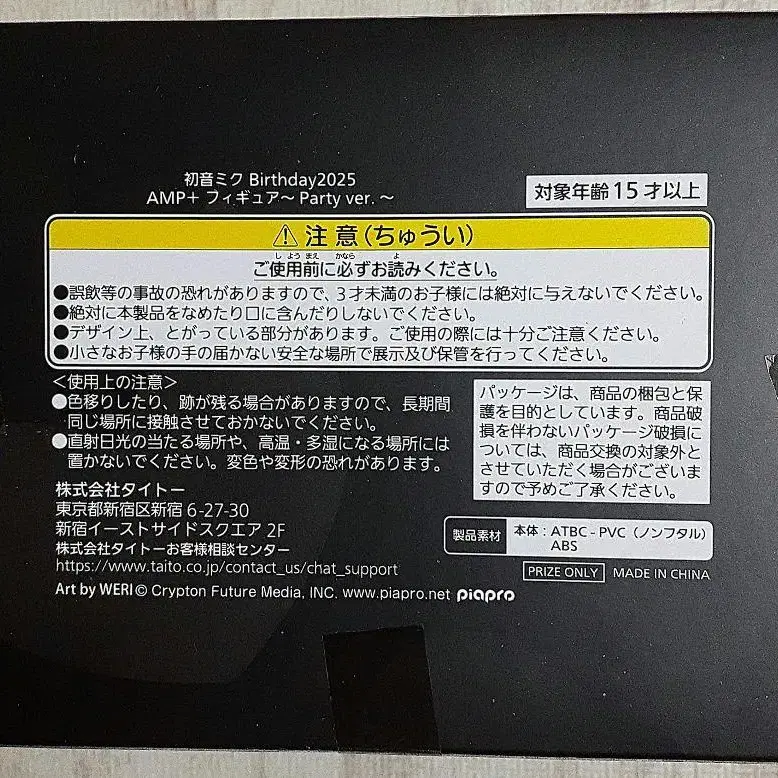 初音ミク Birthday2025
AMP+ フィギュア～ Party ver. ～
対象年齢 15 才以上
⚠ 注 意 (ちゅうい)
ご使用前に必ずお読みください。
しようまえ かなら よ
●誤飲等の事故の恐れがありますので、3才未満のお子様には絶対に与えないでください。
●絶対に本製品をなめたり口に含んだりしないでください。
●デザイン上、とがっている部分があります。ご使用の際には十分ご注意ください。
●小さなお子様の手の届かない安全な場所で展示及び保管を行ってください。
＜使用上の注意＞
●色移りしたり、跡が残る場合がありますので、長期間
同じ場所に接触させておかないでください。
●直射日光の当たる場所や、高温・多湿になる場所には
置かないでください。変色や変形の恐れがあります。
パッケージは、商品の梱包と保
護を目的としています。商品破
損を伴わないパッケージ破損に
ついては、商品交換の対象外と
させていただく場合がございま
すので予めご了承ください。
株式会社タイトー
東京都新宿区新宿 6-27-30
新宿イーストサイドスクエア 2F
株式会社タイトーお客様相談センター
https://www.taito.co.jp/contact_us/chat_support
製品素材
本体：ATBC - PVC（ノンフタル）
ABS
PRIZE ONLY MADE IN CHINA
Art by WERI © Crypton Future Media, INC. www.piapro.net piapro